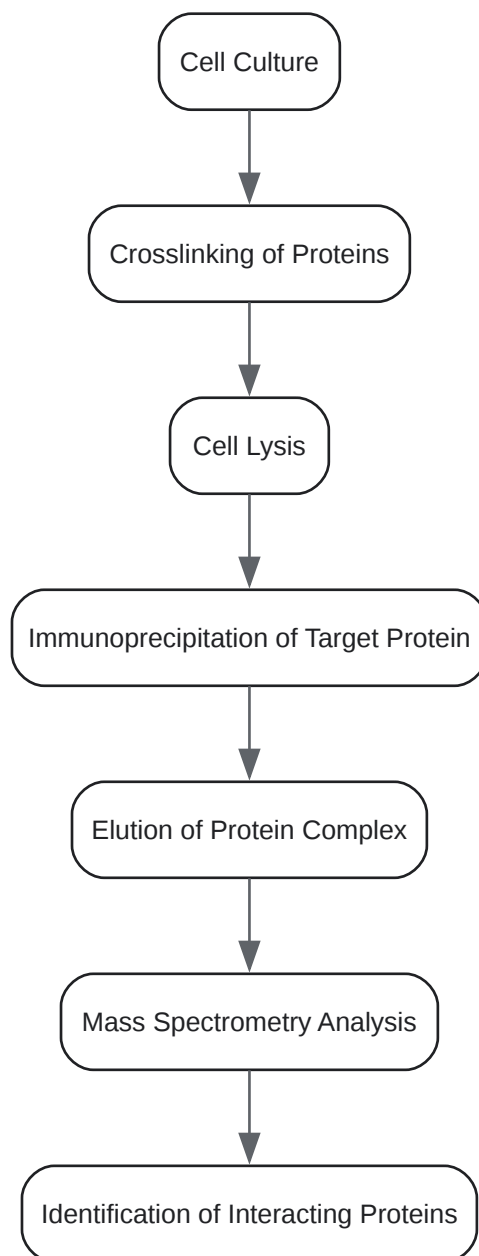 Cell Culture
Crosslinking of Proteins
Cell Lysis
Immunoprecipitation of Target Protein
Elution of Protein Complex
Mass Spectrometry Analysis
Identification of Interacting Proteins